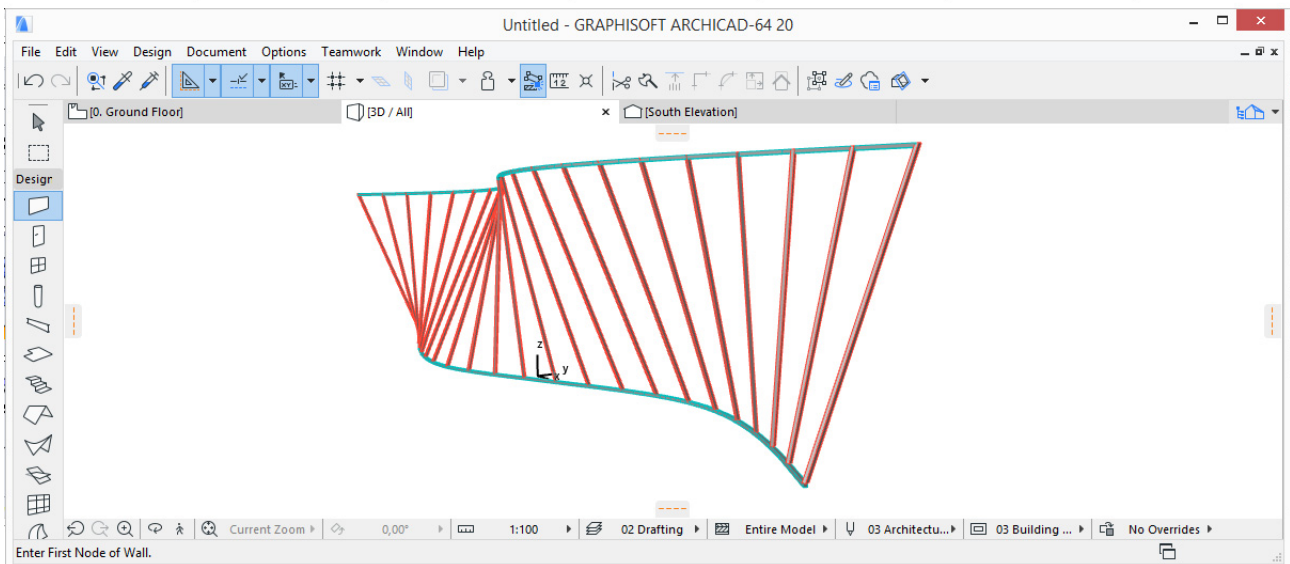 Untitled - GRAPHISOFT ARCHICAD-64 20
File Edit View Design Document Options Teamwork Window Help
[0. Ground Floor] [3D / All] [South Elevation]
Design
z
y
x
Current Zoom 0,00° 1:100 02 Drafting Entire Model 03 Architectu... 03 Building ... No Overrides
Enter First Node of Wall.